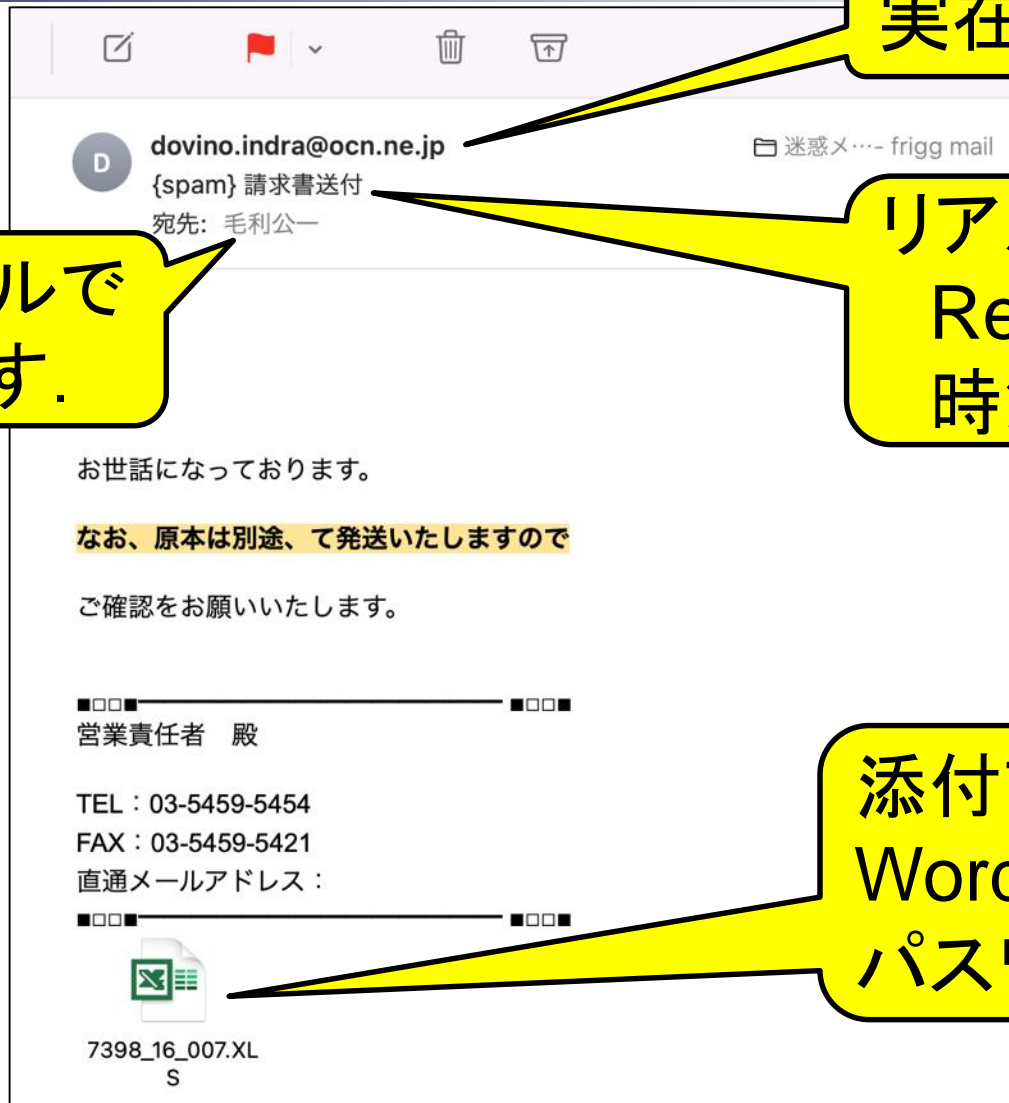 実在
dovino.indra@ocn.ne.jp
迷惑メ…- frigg mail
{spam} 請求書送付
宛先: 毛利公一
リア
Re
時
ルで
す.
お世話になっております。
なお、原本は別途、て発送いたしますので
ご確認をお願いいたします。
■□□■━━━━━━━━━━━━━━━━━━━━ ■□□■
営業責任者　殿
TEL：03-5459-5454
FAX：03-5459-5421
直通メールアドレス：
■□□■━━━━━━━━━━━━━━━━━━━━ ■□□■
添付
Word
パス
7398_16_007.XL
S
D